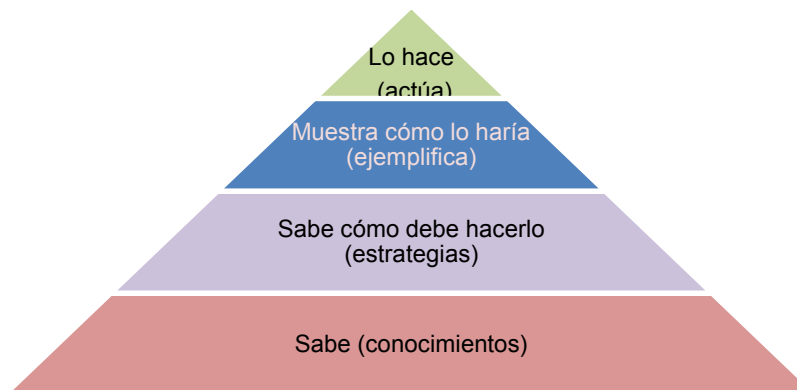 Lo hace
(actúa)
Muestra cómo lo haría
(ejemplifica)
Sabe cómo debe hacerlo
(estrategias)
Sabe (conocimientos)